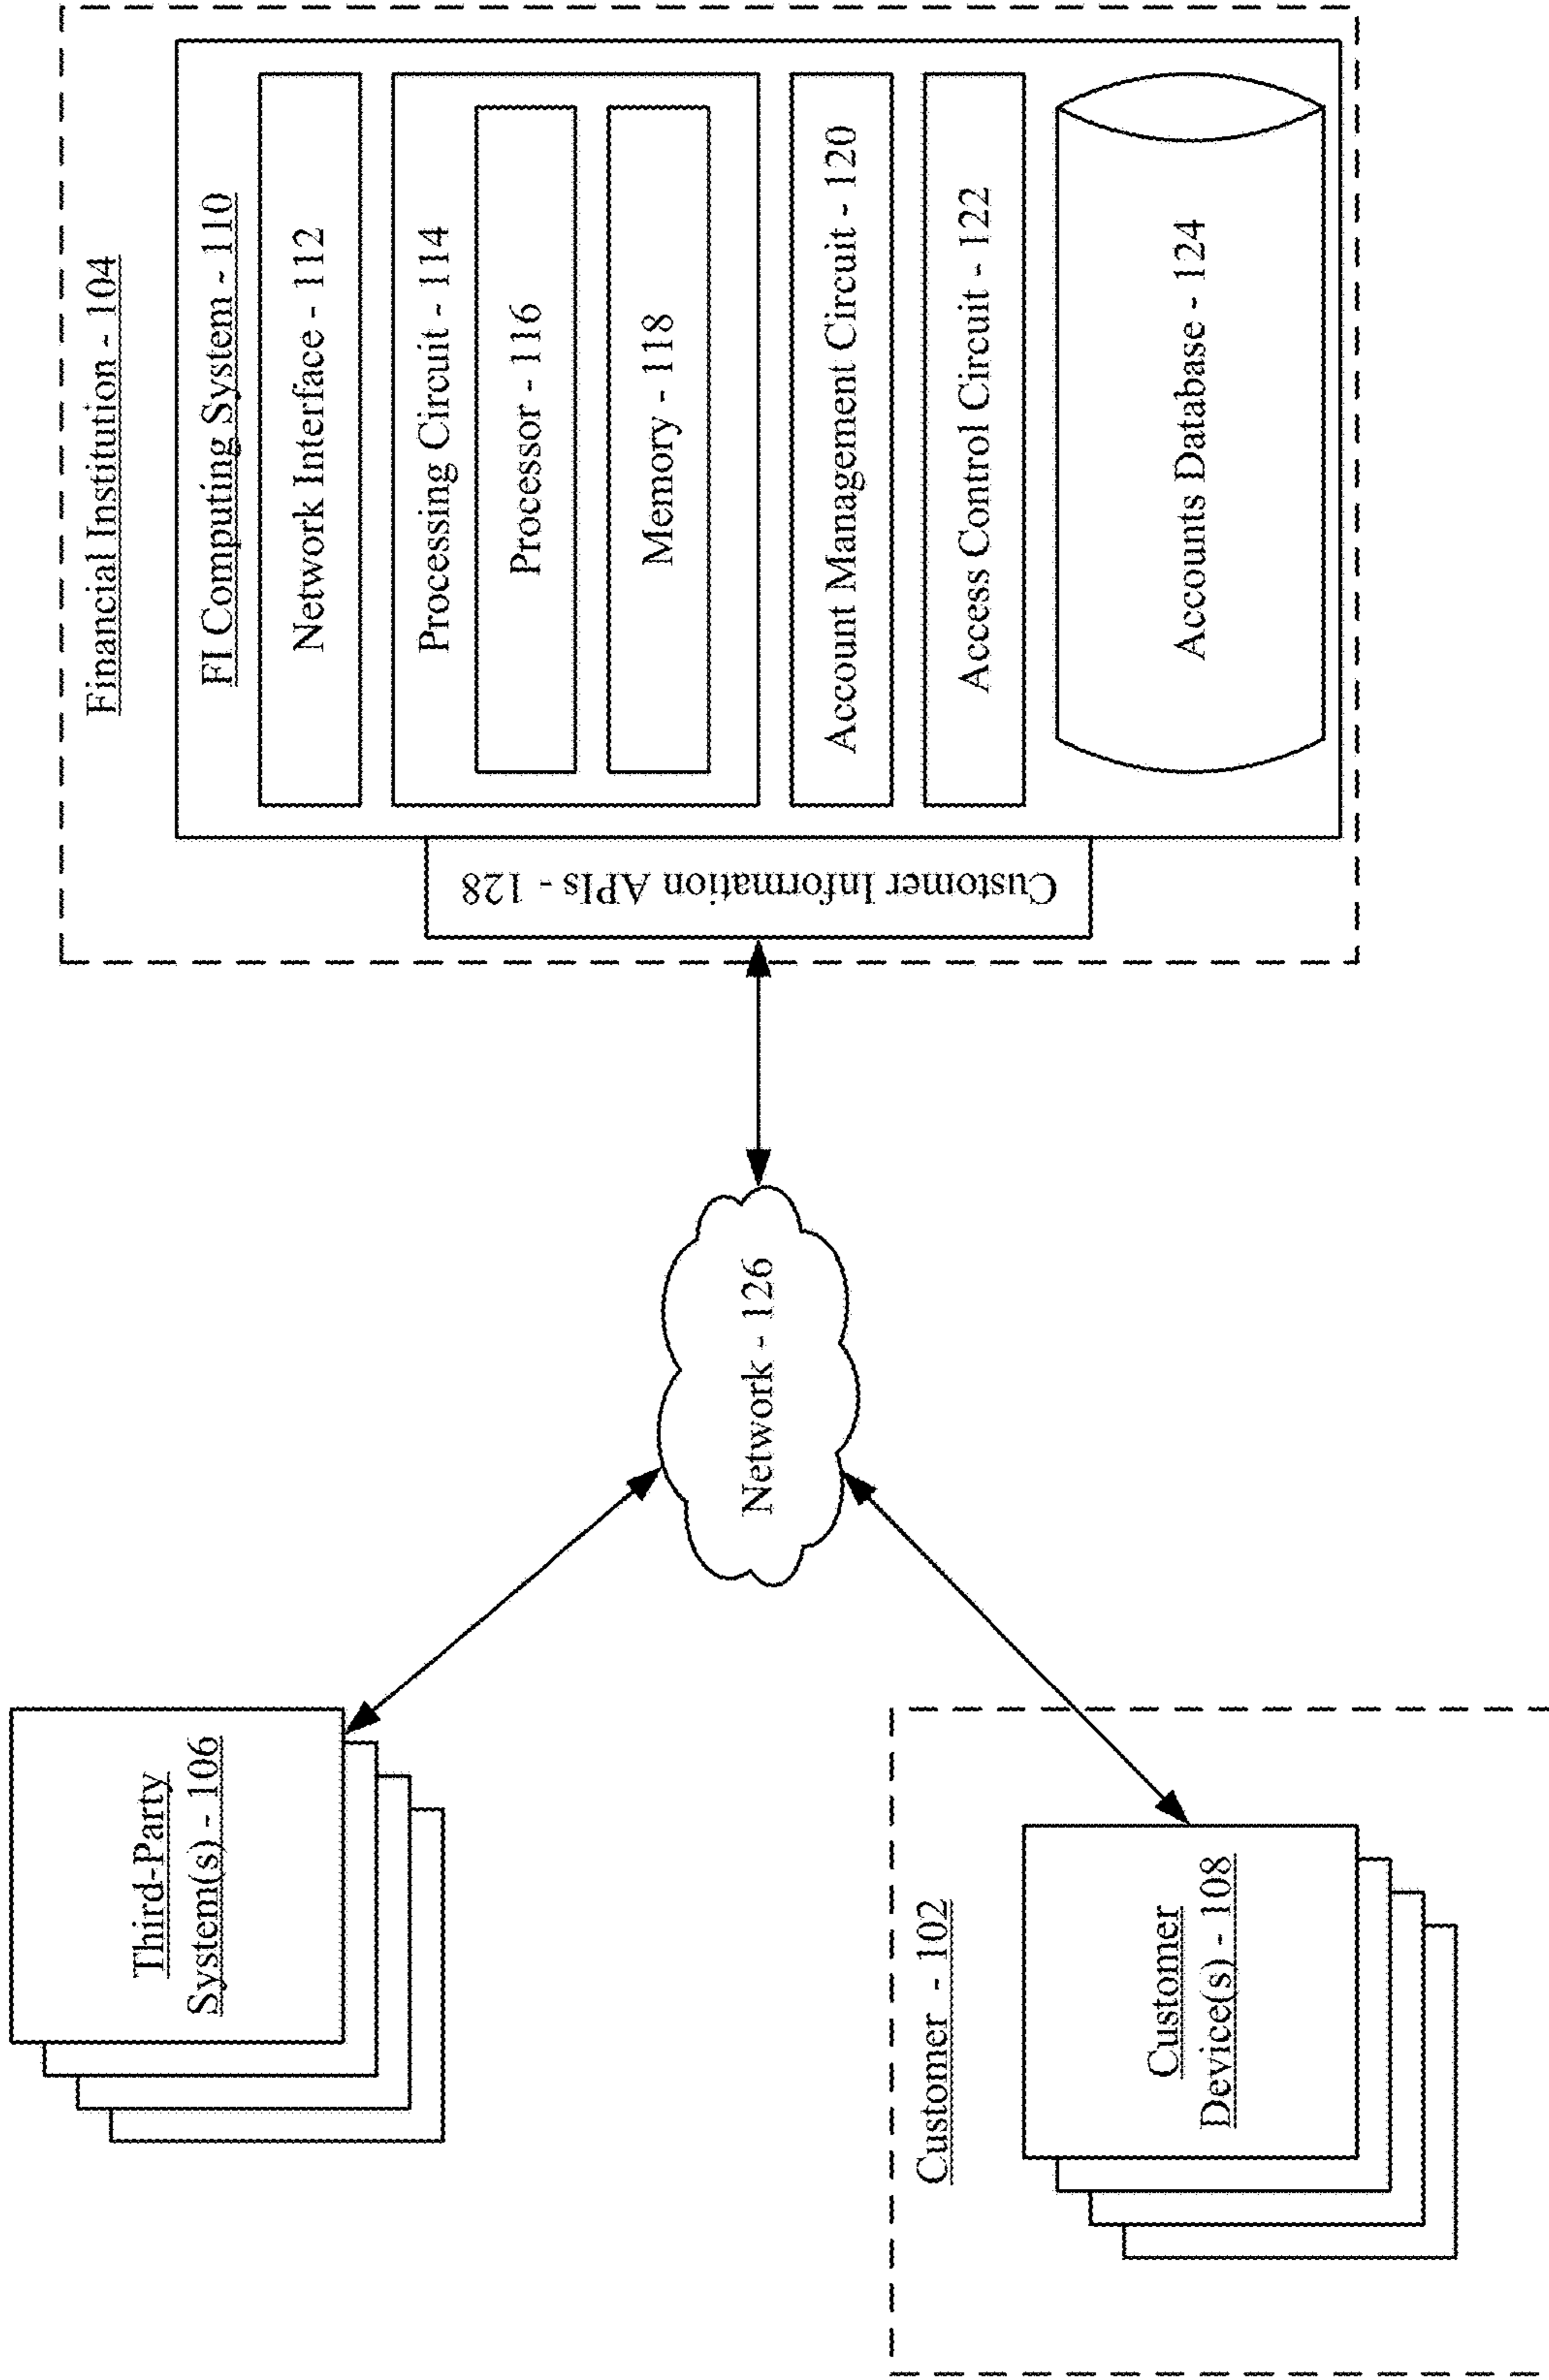 Third-Party
System(s) - 106
Customer - 102
Customer
Device(s) - 108
Network - 126
Financial Institution - 104
Customer Information APIs - 128
FI Computing System - 110
Network Interface - 112
Processing Circuit - 114
Processor - 116
Memory - 118
Account Management Circuit - 120
Access Control Circuit - 122
Accounts Database - 124